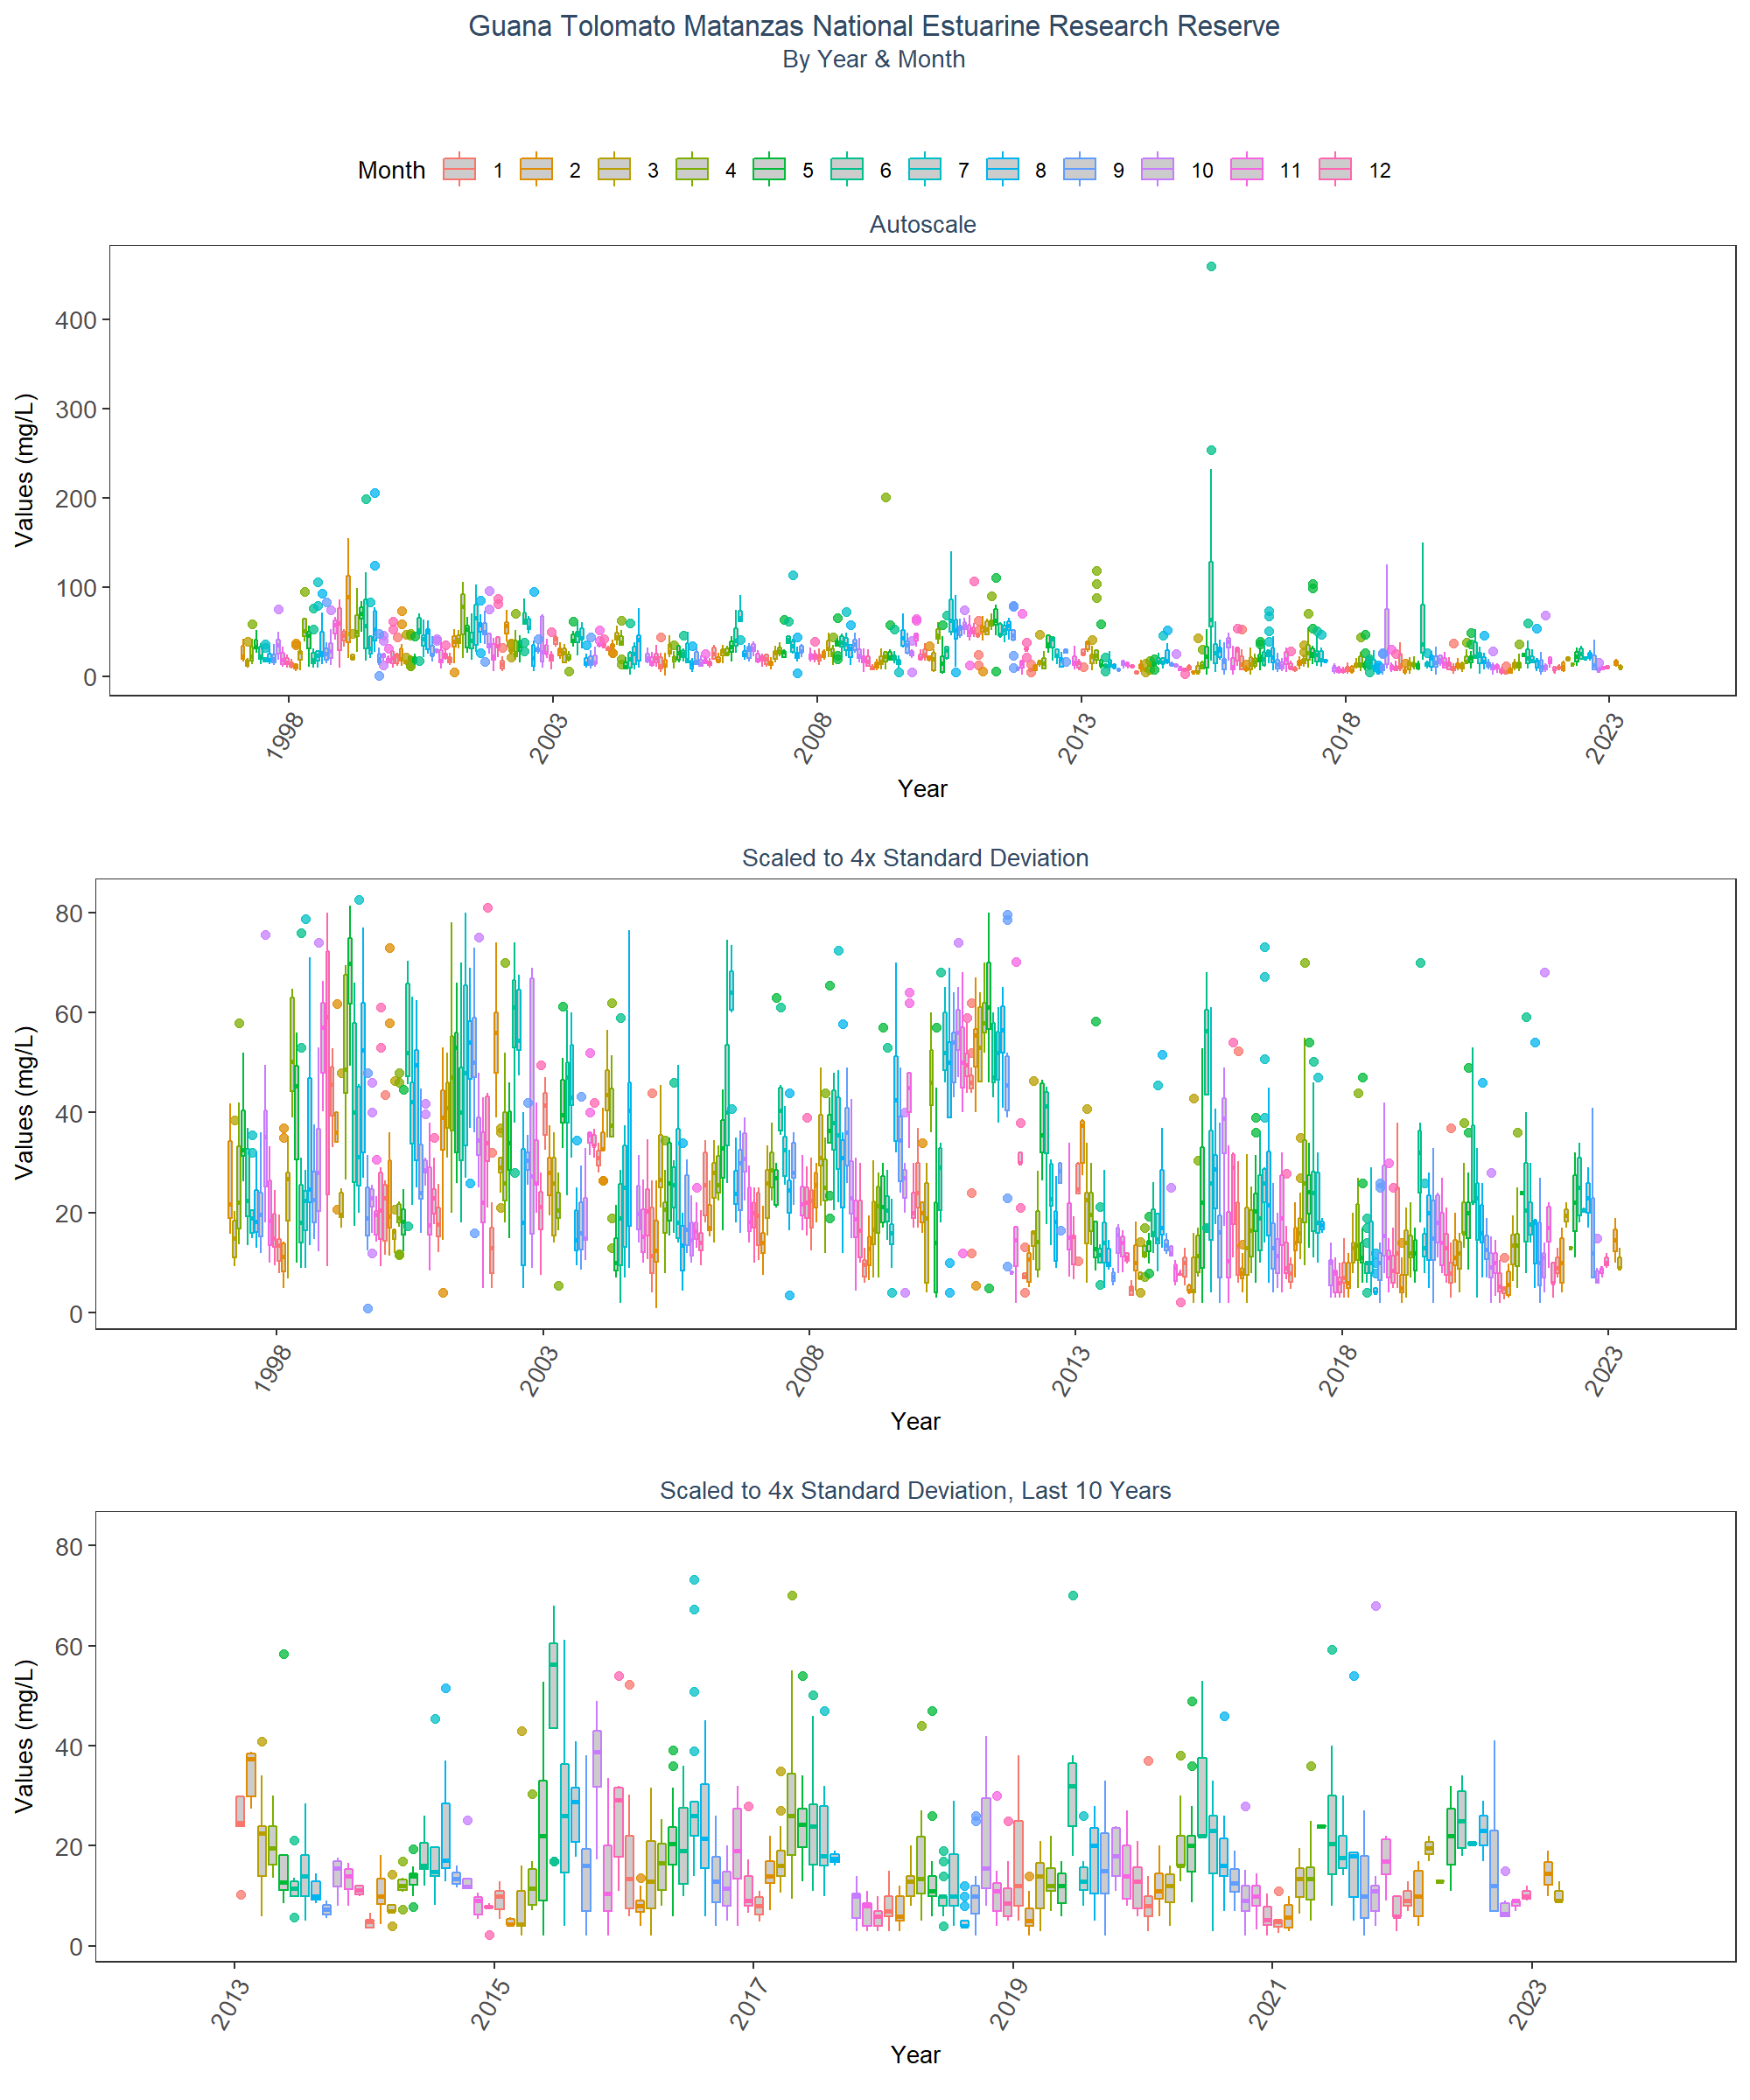 Guana Tolomato Matanzas National Estuarine Research Reserve
By Year & Month
Month 1 2 3 4 5 6 7 8 9 10 11 12
Autoscale
Values (mg/L)
400
300
200
100
0
1998 2003 2008 2013 2018 2023
Year
Scaled to 4x Standard Deviation
Values (mg/L)
80
60
40
20
0
1998 2003 2008 2013 2018 2023
Year
Scaled to 4x Standard Deviation, Last 10 Years
Values (mg/L)
80
60
40
20
0
2013 2015 2017 2019 2021 2023
Year